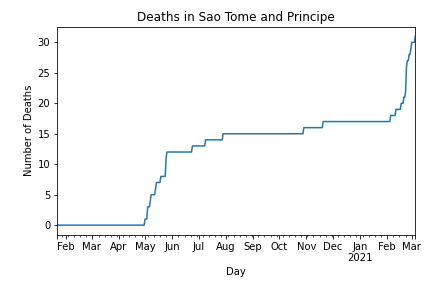 Deaths in Sao Tome and Principe
Number of Deaths
30
25
20
15
10
5
0
Feb Mar Apr May Jun Jul Aug Sep Oct Nov Dec Jan Feb Mar
2021
Day